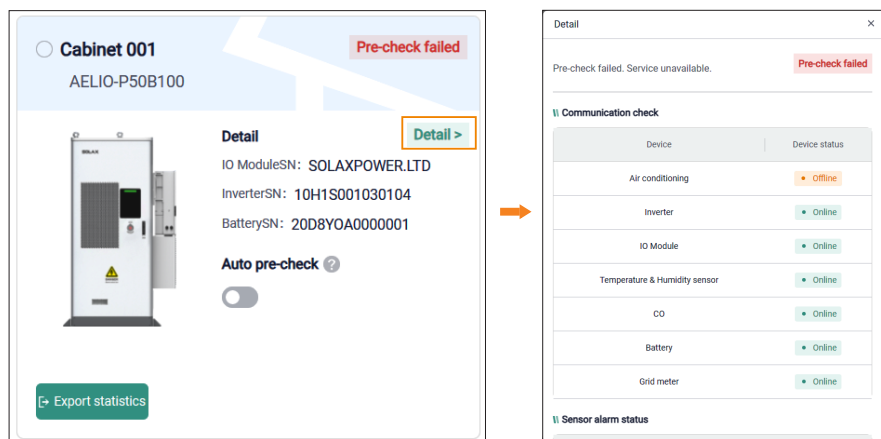 Cabinet 001
Pre-check failed
AELIO-P50B100
SOLAX
Detail
Detail >
IO ModuleSN: SOLAXPOWER.LTD
InverterSN: 10H1S001030104
BatterySN: 20D8YOA0000001
Auto pre-check ?
Export statistics
Detail
Pre-check failed. Service unavailable.
Pre-check failed
Communication check
Device Device status
Air conditioning Offline
Inverter Online
IO Module Online
Temperature & Humidity sensor Online
CO Online
Battery Online
Grid meter Online
Sensor alarm status